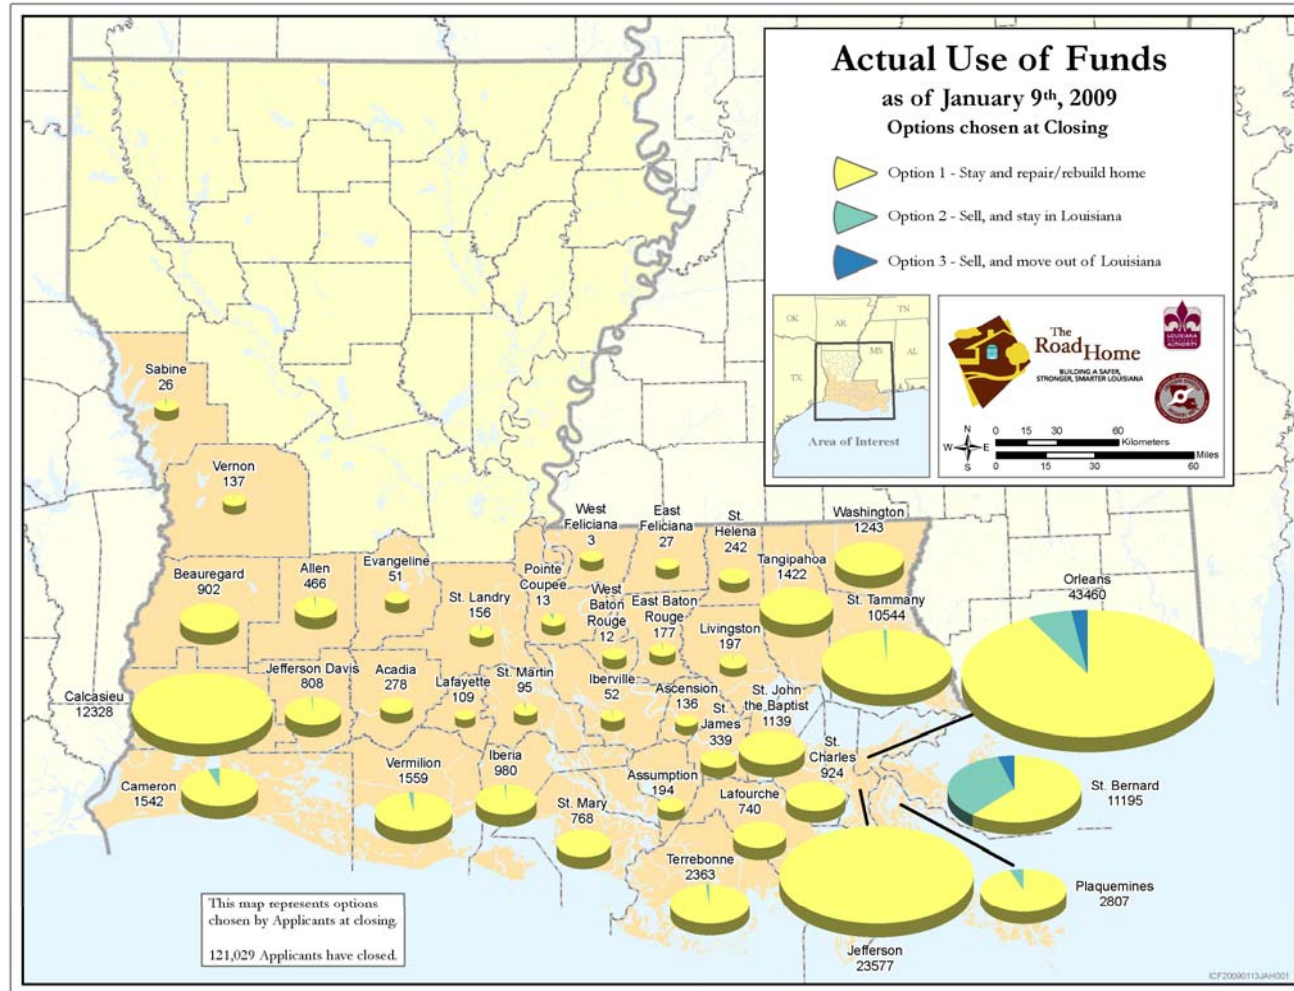 Actual Use of Funds
as of January 9th, 2009
Options chosen at Closing
Option 1 - Stay and repair/rebuild home
Option 2 - Sell, and stay in Louisiana
Option 3 - Sell, and move out of Louisiana
OK
AR
TN
MS
AL
TX
Area of Interest
The
Road Home
BUILDING A SAFER,
STRONGER, SMARTER LOUISIANA
LOUISIANA
AUTHORITY
N
W
E
S
0 15 30 60
Kilometers
Miles
0 15 30 60
Sabine
26
Vernon
137
Beauregard
902
Allen
466
Evangeline
51
St. Landry
156
Pointe
Coupee
13
West
Feliciana
3
East
Feliciana
27
St.
Helena
242
Washington
1243
Tangipahoa
1422
West
Baton
Rouge
12
East Baton
Rouge
177
Livingston
197
St. Tammany
10544
Orleans
43460
Calcasieu
12328
Jefferson Davis
808
Acadia
278
Lafayette
109
St. Martin
95
Iberville
52
Ascension
136
St.
James
339
St. John
the Baptist
1139
St.
Charles
924
Cameron
1542
Vermilion
1559
Iberia
980
St. Mary
768
Assumption
194
Lafourche
740
Terrebonne
2363
St. Bernard
11195
Plaquemines
2807
Jefferson
23577
This map represents options
chosen by Applicants at closing.
121,029 Applicants have closed.
ICF20090113JAH001